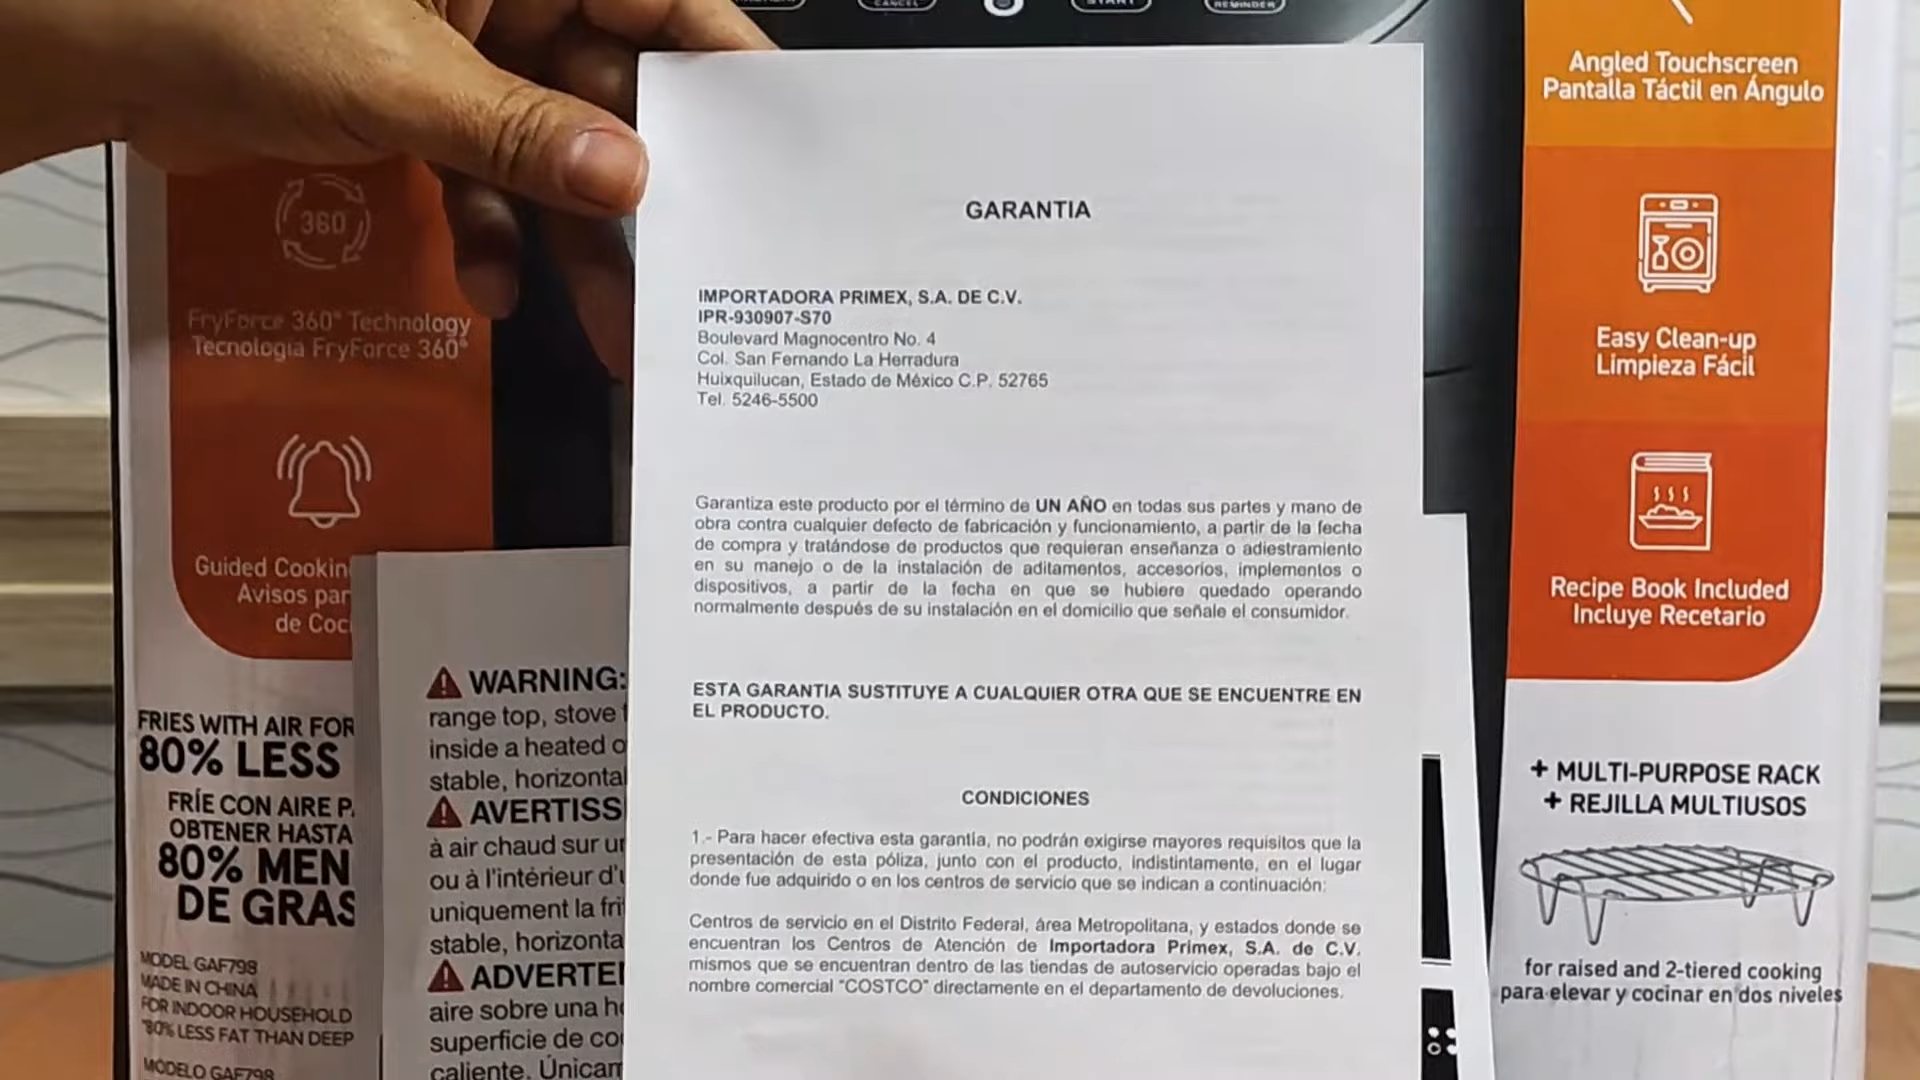 CANCEL
START
REMINDER
Angled Touchscreen
Pantalla Táctil en Ángulo
Easy Clean-up
Limpieza Fácil
Recipe Book Included
Incluye Recetario
+ MULTI-PURPOSE RACK
+ REJILLA MULTIUSOS
for raised and 2-tiered cooking
para elevar y cocinar en dos niveles
360
FryForce 360° Technology
Tecnología FryForce 360°
Guided Cookin
Avisos par
de Coci
FRIES WITH AIR FOR
80% LESS
FRÍE CON AIRE P
OBTENER HASTA
80% MEN
DE GRAS
MODEL GAF798
MADE IN CHINA
FOR INDOOR HOUSEHOLD
*80% LESS FAT THAN DEEP
MODELO GAF798
WARNING:
range top, stove
inside a heated o
stable, horizontal
AVERTISS
à air chaud sur un
ou à l'intérieur d'u
uniquement la fri
stable, horizonta
ADVERTE
aire sobre una h
superficie de co
caliente. Únicam
GARANTIA
IMPORTADORA PRIMEX, S.A. DE C.V.
IPR-930907-S70
Boulevard Magnocentro No. 4
Col. San Fernando La Herradura
Huixquilucan, Estado de México C.P. 52765
Tel. 5246-5500
Garantiza este producto por el término de UN AÑO en todas sus partes y mano de
obra contra cualquier defecto de fabricación y funcionamiento, a partir de la fecha
de compra y tratándose de productos que requieran enseñanza o adiestramiento
en su manejo o de la instalación de aditamentos, accesorios, implementos o
dispositivos, a partir de la fecha en que se hubiere quedado operando
normalmente después de su instalación en el domicilio que señale el consumidor.
ESTA GARANTIA SUSTITUYE A CUALQUIER OTRA QUE SE ENCUENTRE EN
EL PRODUCTO.
CONDICIONES
1.- Para hacer efectiva esta garantía, no podrán exigirse mayores requisitos que la
presentación de esta póliza, junto con el producto, indistintamente, en el lugar
donde fue adquirido o en los centros de servicio que se indican a continuación:
Centros de servicio en el Distrito Federal, área Metropolitana, y estados donde se
encuentran los Centros de Atención de Importadora Primex, S.A. de C.V.
mismos que se encuentran dentro de las tiendas de autoservicio operadas bajo el
nombre comercial "COSTCO" directamente en el departamento de devoluciones.